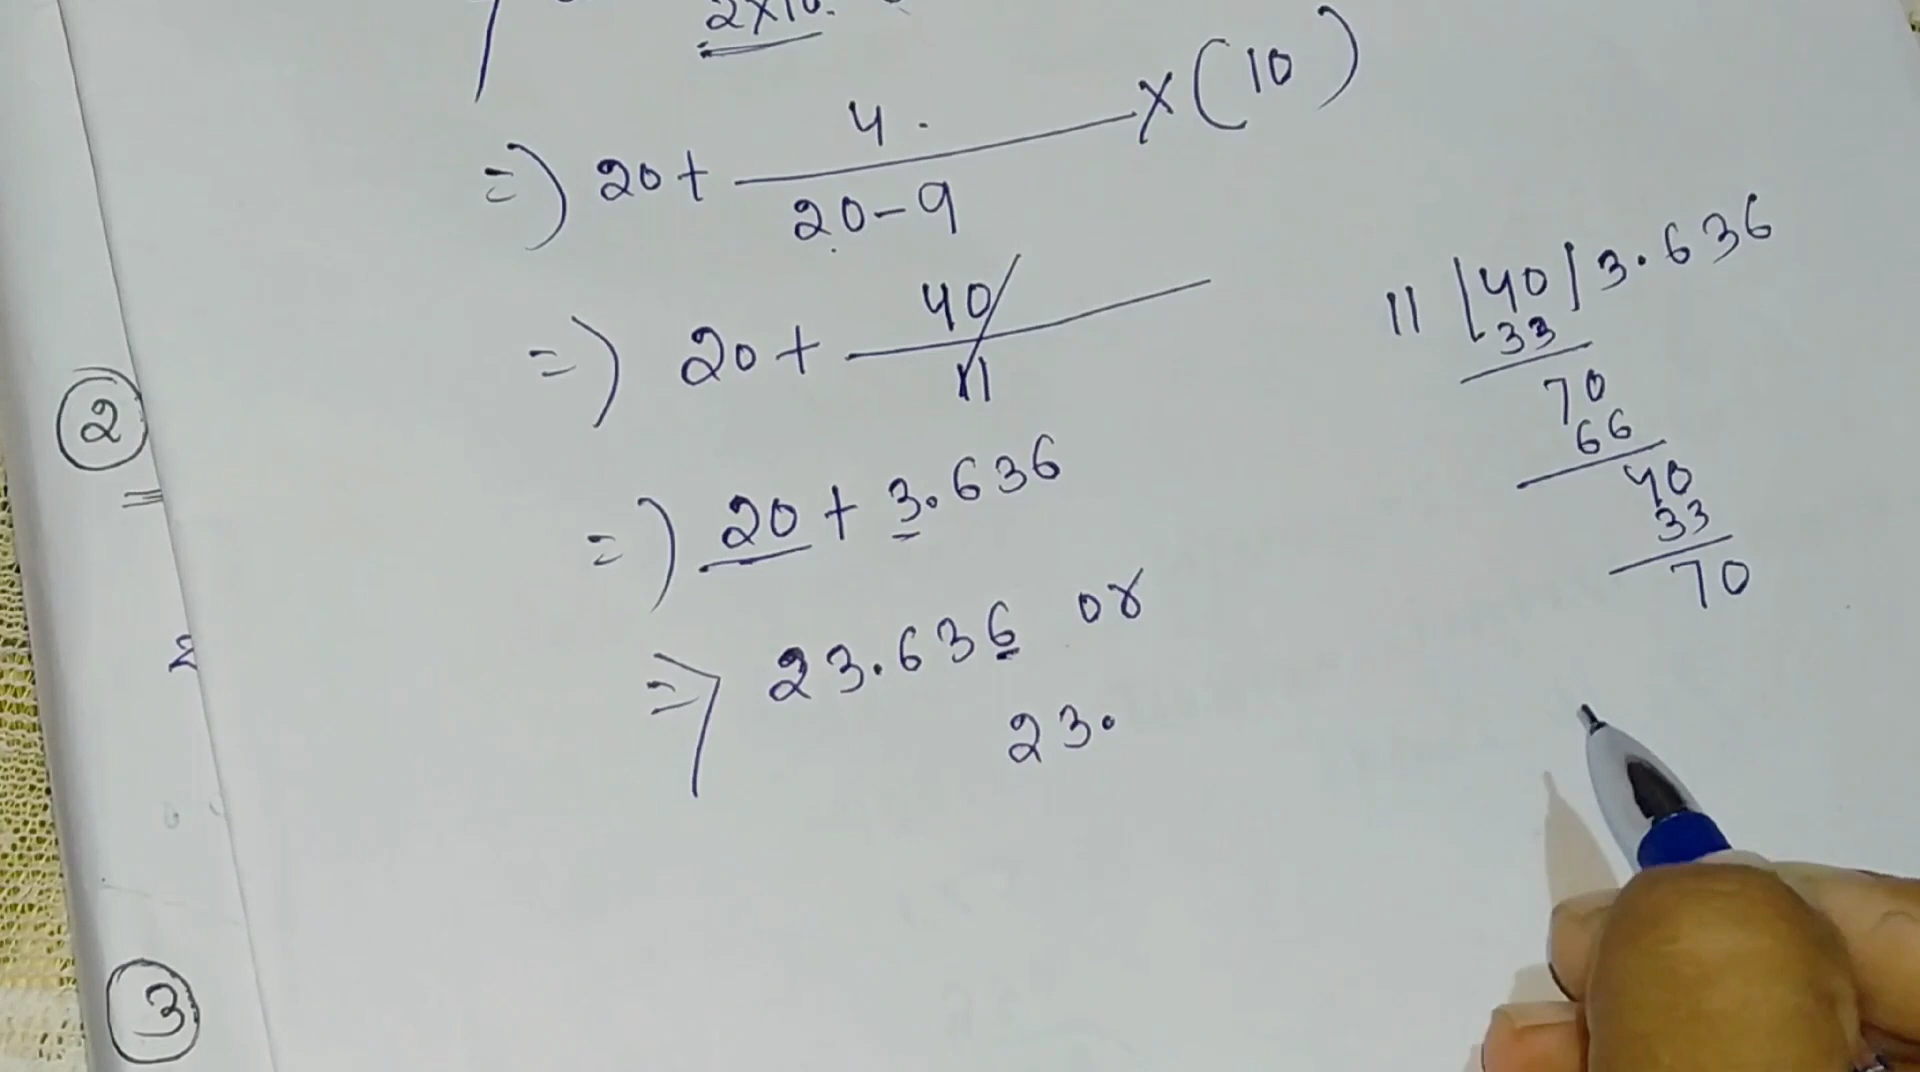 2×10.
=> 20 + 4. / 20-9 × (10)
=> 20 + 40 / 11
=> 20 + 3.636
=> 23.636 or
23.
11 | 40 | 3.636
33
70
66
40
33
70
2
3